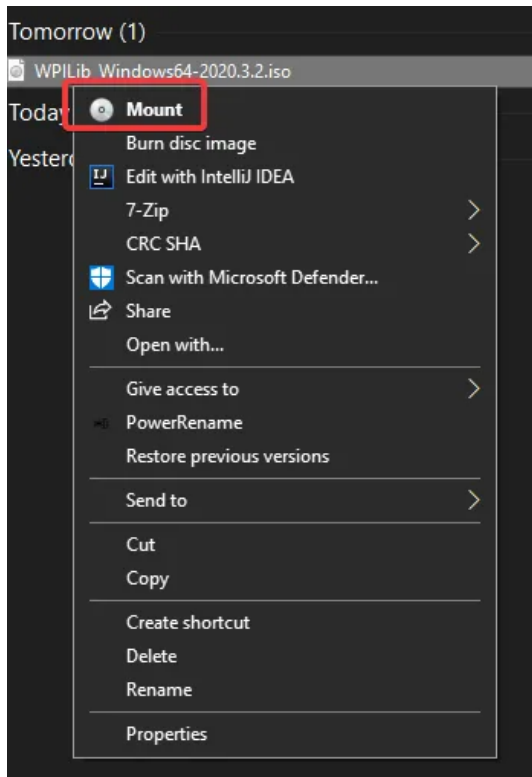 Tomorrow (1)
WPILib_Windows64-2020.3.2.iso
Today
Mount
Yester
Burn disc image
Edit with IntelliJ IDEA
7-Zip
CRC SHA
Scan with Microsoft Defender...
Share
Open with...
Give access to
PowerRename
Restore previous versions
Send to
Cut
Copy
Create shortcut
Delete
Rename
Properties